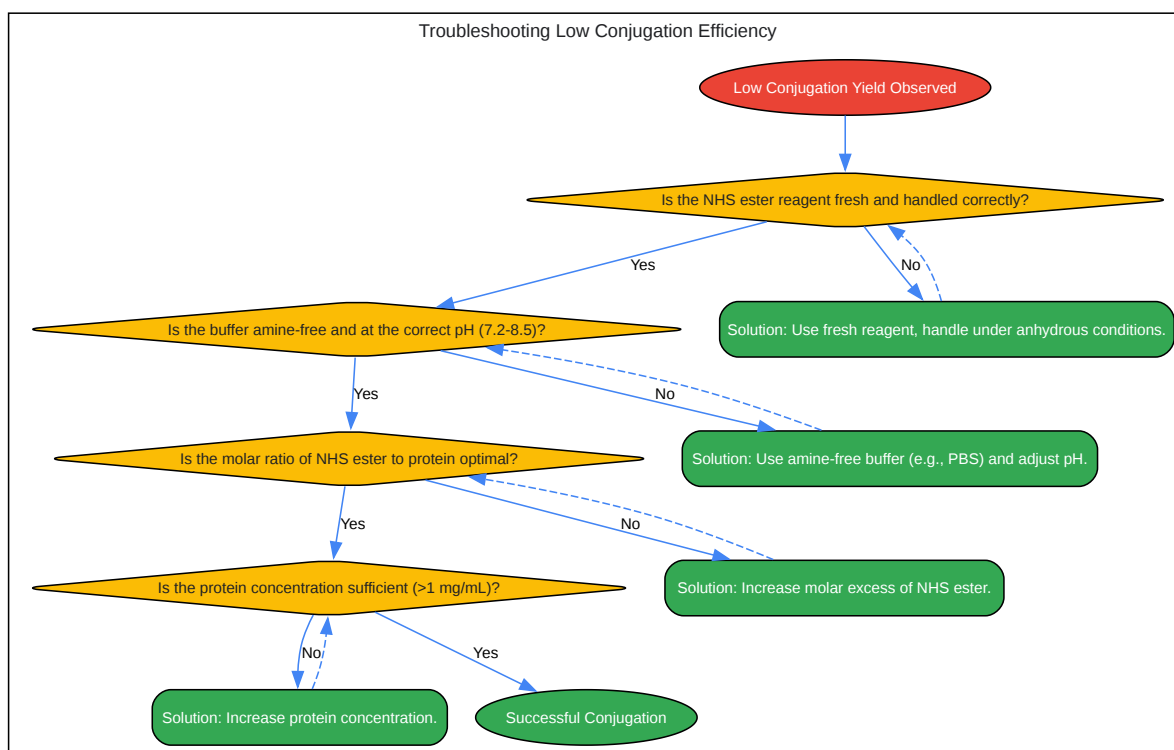 Troubleshooting Low Conjugation Efficiency
Low Conjugation Yield Observed
Is the NHS ester reagent fresh and handled correctly?
Yes
No
Solution: Use fresh reagent, handle under anhydrous conditions.
Is the buffer amine-free and at the correct pH (7.2-8.5)?
Yes
No
Solution: Use amine-free buffer (e.g., PBS) and adjust pH.
Is the molar ratio of NHS ester to protein optimal?
Yes
No
Solution: Increase molar excess of NHS ester.
Is the protein concentration sufficient (>1 mg/mL)?
No
Yes
Solution: Increase protein concentration.
Successful Conjugation